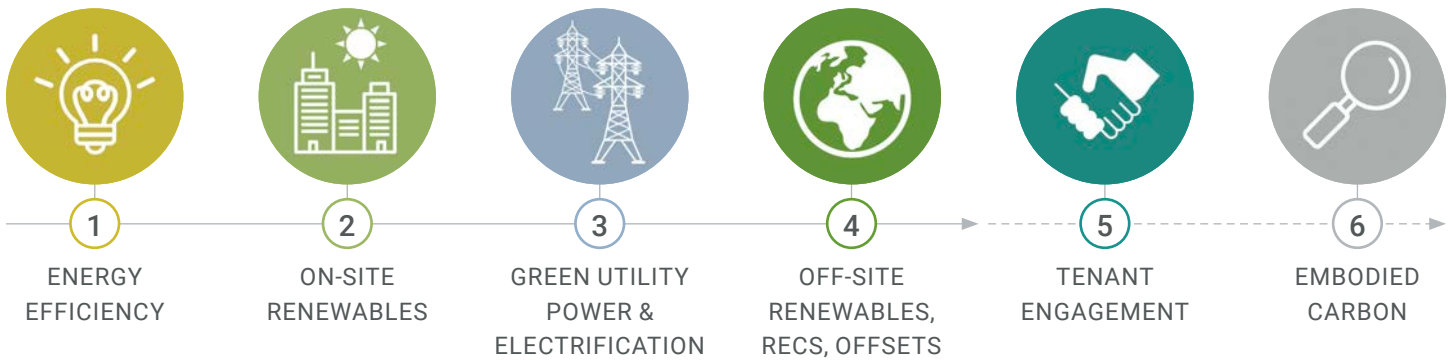 1
ENERGY
EFFICIENCY
2
ON-SITE
RENEWABLES
3
GREEN UTILITY
POWER &
ELECTRIFICATION
4
OFF-SITE
RENEWABLES,
RECS, OFFSETS
5
TENANT
ENGAGEMENT
6
EMBODIED
CARBON